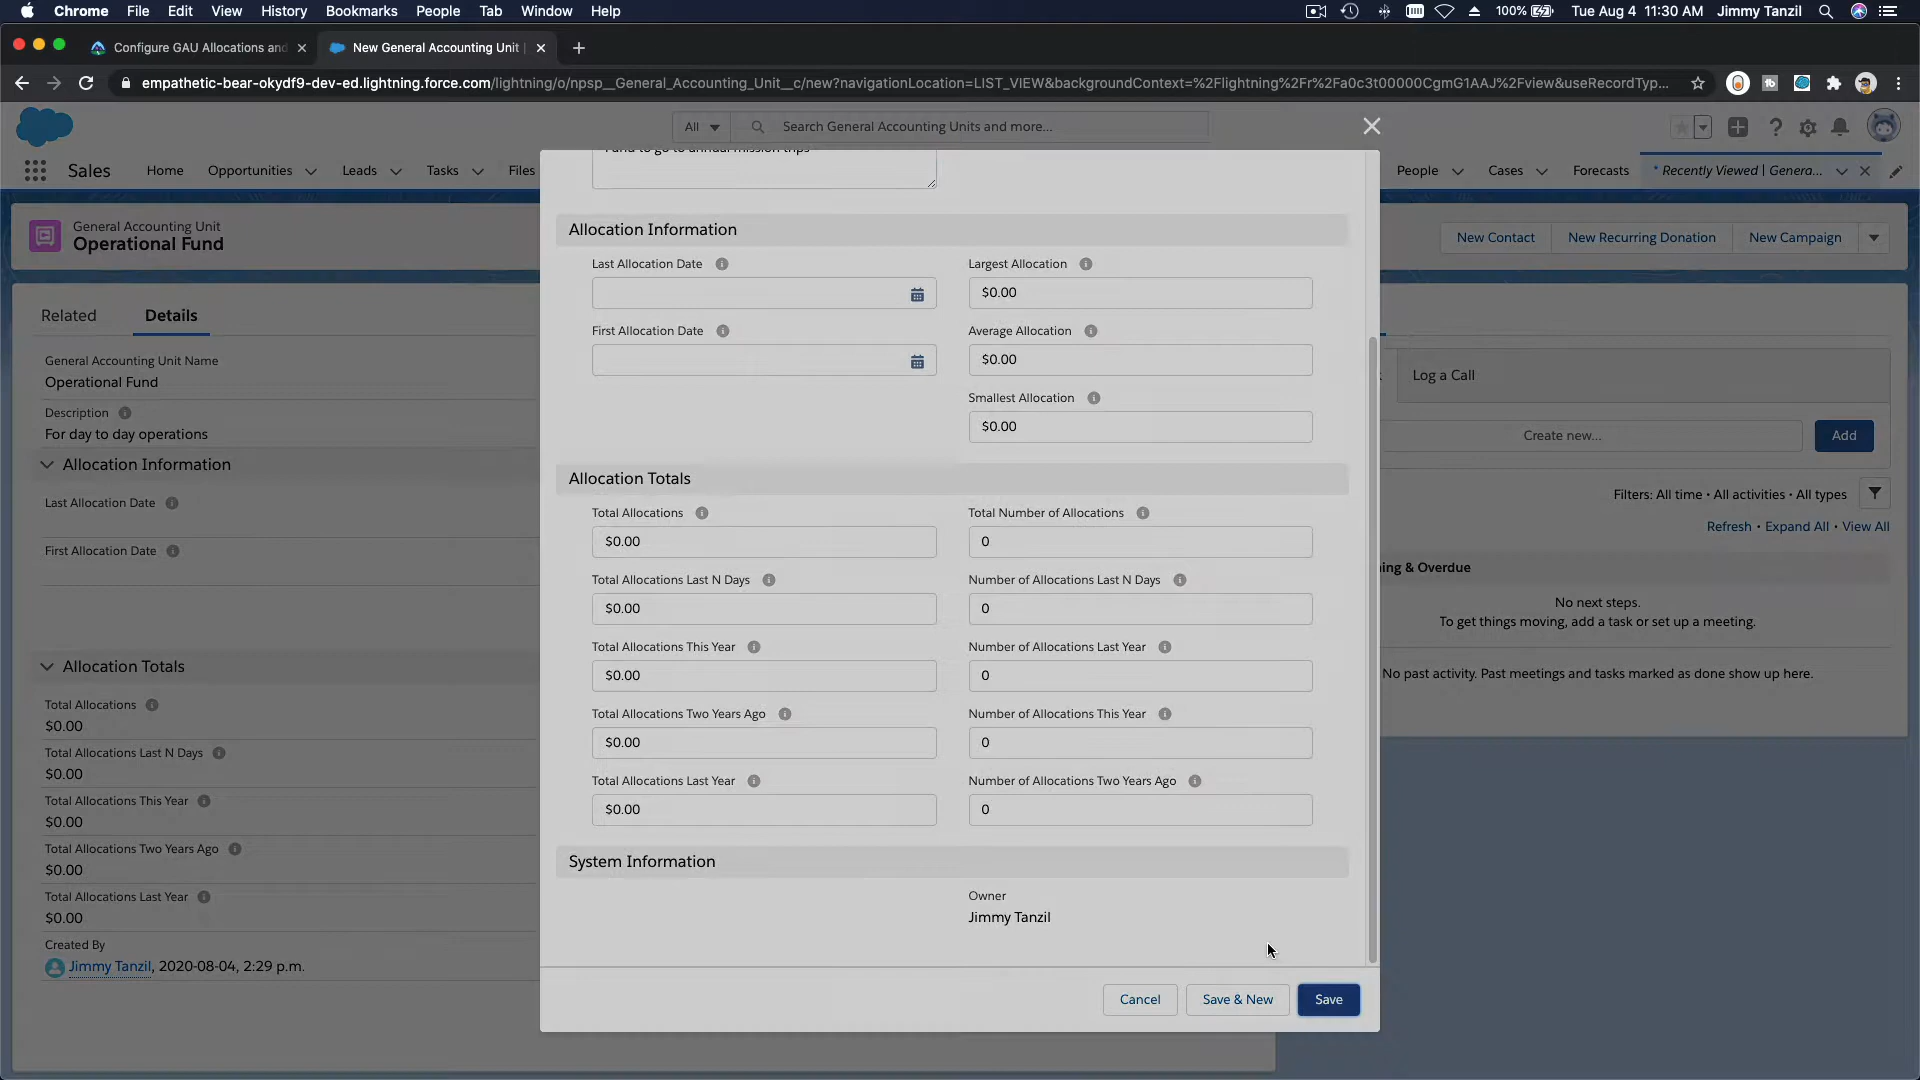 Chrome File Edit View History Bookmarks People Tab Window Help 100% Tue Aug 4 11:30 AM Jimmy Tanzil
Configure GAU Allocations and
New General Accounting Unit |
empathetic-bear-okydf9-dev-ed.lightning.force.com/lightning/o/npsp__General_Accounting_Unit__c/new?navigationLocation=LIST_VIEW&backgroundContext=%2Flightning%2Fr%2Fa0c3t00000CgmG1AAJ%2Fview&useRecordTyp...
All Search General Accounting Units and more...
Sales Home Opportunities Leads Tasks Files People Cases Forecasts * Recently Viewed | Genera...
General Accounting Unit
Operational Fund
New Contact New Recurring Donation New Campaign
Related Details
General Accounting Unit Name
Operational Fund
Description
For day to day operations
Allocation Information
Last Allocation Date
First Allocation Date
Allocation Totals
Total Allocations
$0.00
Total Allocations Last N Days
$0.00
Total Allocations This Year
$0.00
Total Allocations Two Years Ago
$0.00
Total Allocations Last Year
$0.00
Created By
Jimmy Tanzil, 2020-08-04, 2:29 p.m.
Fund to go to annual mission trips
Allocation Information
Last Allocation Date
Largest Allocation
$0.00
First Allocation Date
Average Allocation
$0.00
Smallest Allocation
$0.00
Allocation Totals
Total Allocations
$0.00
Total Number of Allocations
0
Total Allocations Last N Days
$0.00
Number of Allocations Last N Days
0
Total Allocations This Year
$0.00
Number of Allocations Last Year
0
Total Allocations Two Years Ago
$0.00
Number of Allocations This Year
0
Total Allocations Last Year
$0.00
Number of Allocations Two Years Ago
0
System Information
Owner
Jimmy Tanzil
Cancel Save & New Save
Log a Call
Create new... Add
Filters: All time • All activities • All types
Refresh • Expand All • View All
ing & Overdue
No next steps.
To get things moving, add a task or set up a meeting.
No past activity. Past meetings and tasks marked as done show up here.